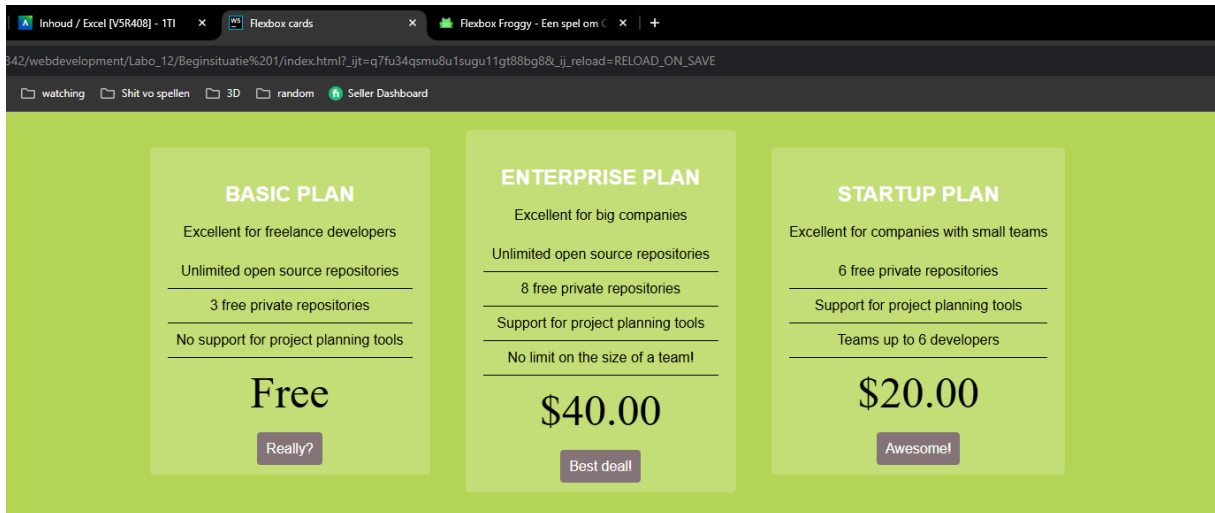 Inhoud / Excel [V5R408] - 1TI
WS Flexbox cards
Flexbox Froggy - Een spel om C
342/webdevelopment/Labo_12/Beginsituatie%201/index.html?_ijt=q7fu34qsmu8u1sugu11gt88bg8&_ij_reload=RELOAD_ON_SAVE
watching
Shit vo spellen
3D
random
fi Seller Dashboard
BASIC PLAN
Excellent for freelance developers
Unlimited open source repositories
3 free private repositories
No support for project planning tools
Free
Really?
ENTERPRISE PLAN
Excellent for big companies
Unlimited open source repositories
8 free private repositories
Support for project planning tools
No limit on the size of a team!
$40.00
Best deal!
STARTUP PLAN
Excellent for companies with small teams
6 free private repositories
Support for project planning tools
Teams up to 6 developers
$20.00
Awesome!